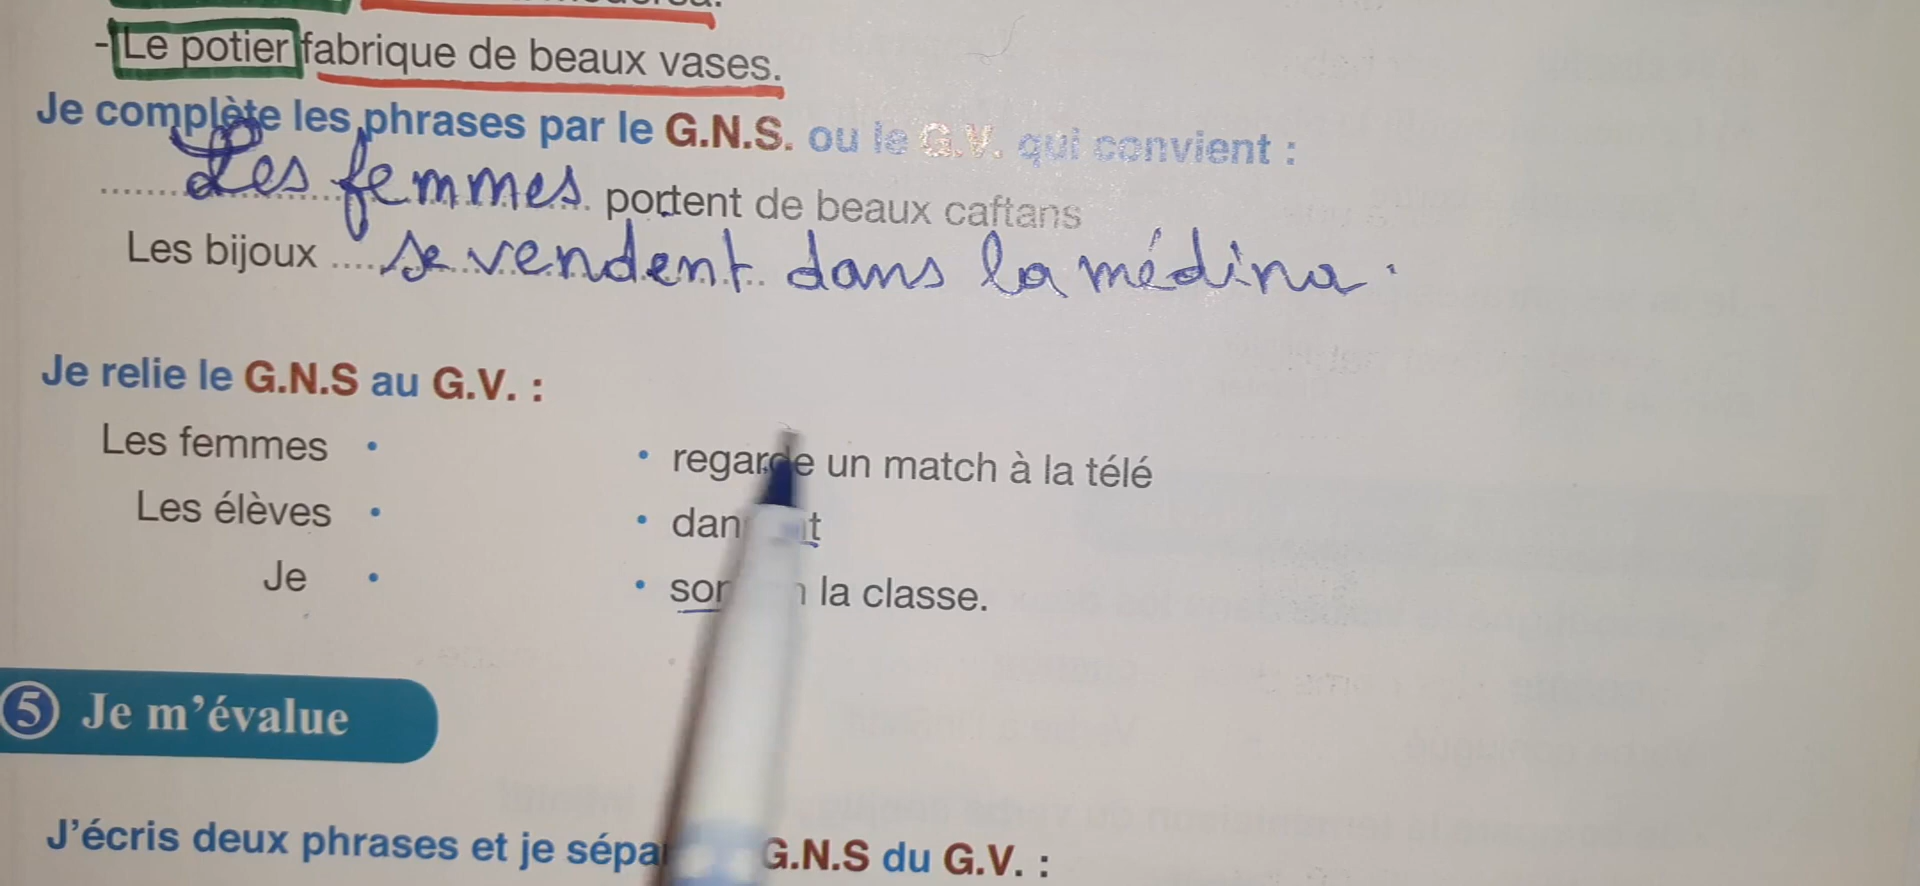 - Le potier fabrique de beaux vases.
Je complète les phrases par le G.N.S. ou le G.V. qui convient :
Les femmes portent de beaux caftans
Les bijoux se vendent dans la médina.
Je relie le G.N.S au G.V. :
Les femmes • • regarde un match à la télé
Les élèves •
Je • • la classe.
5 Je m'évalue
J'écris deux phrases et je G.N.S du G.V. :